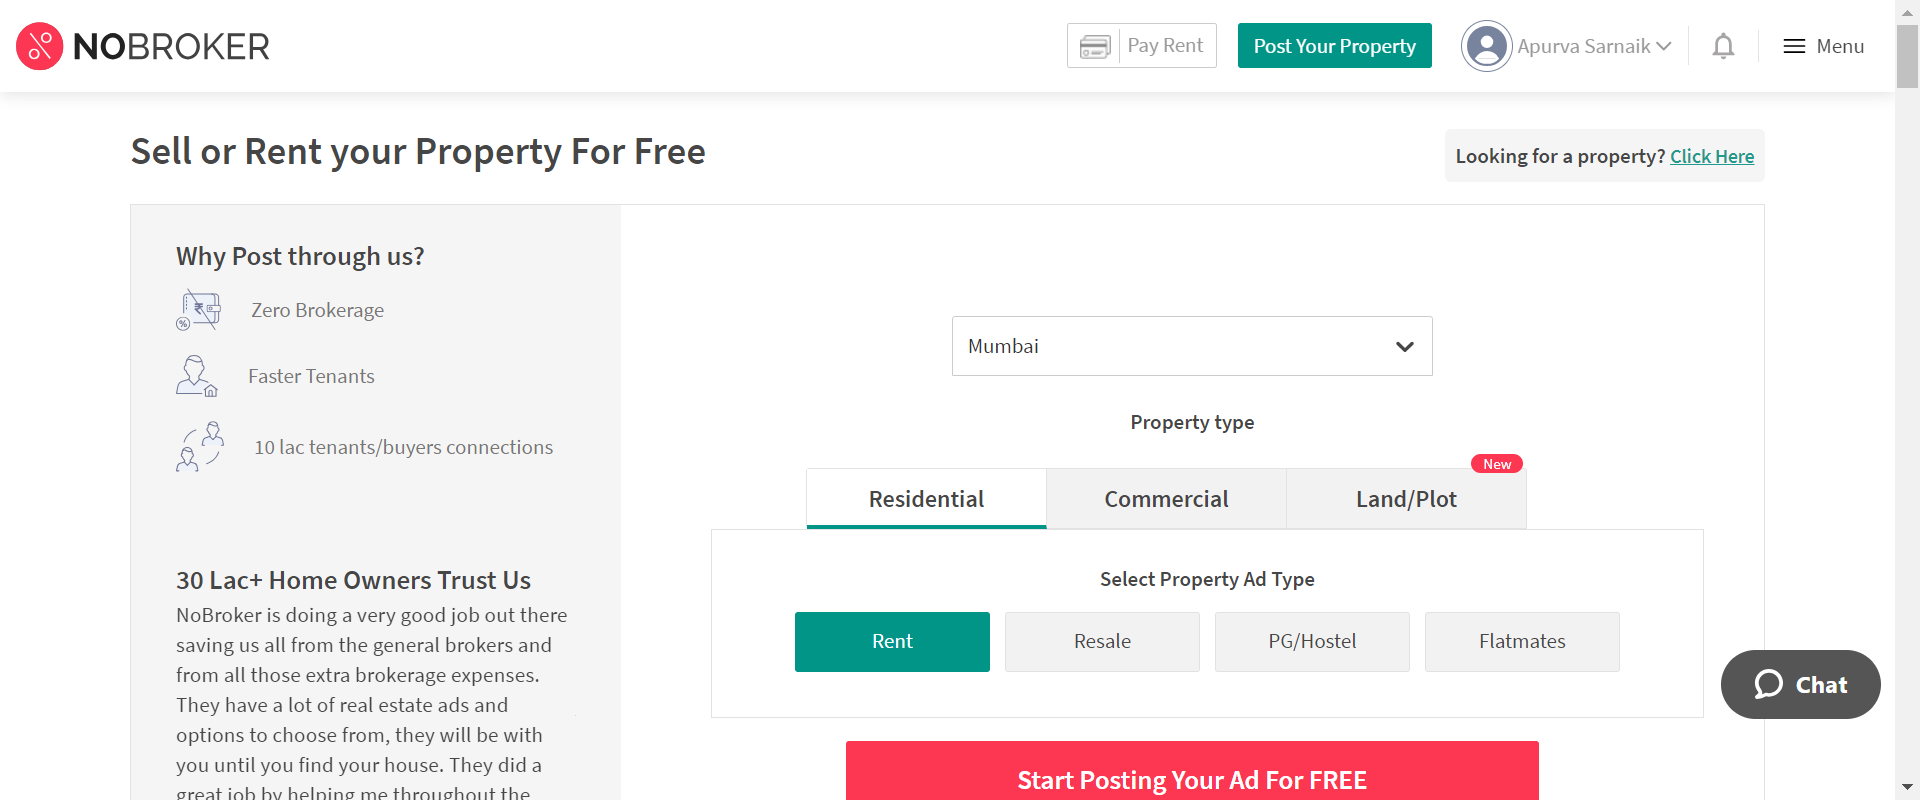 NOBROKER
Pay Rent
Post Your Property
Apurva Sarnaik
Menu
Sell or Rent your Property For Free
Looking for a property? Click Here
Why Post through us?
Zero Brokerage
Faster Tenants
10 lac tenants/buyers connections
30 Lac+ Home Owners Trust Us
NoBroker is doing a very good job out there
saving us all from the general brokers and
from all those extra brokerage expenses.
They have a lot of real estate ads and
options to choose from, they will be with
you until you find your house. They did a
great job by helping me throughout the
Mumbai
Property type
New
Residential
Commercial
Land/Plot
Select Property Ad Type
Rent
Resale
PG/Hostel
Flatmates
Start Posting Your Ad For FREE
Chat